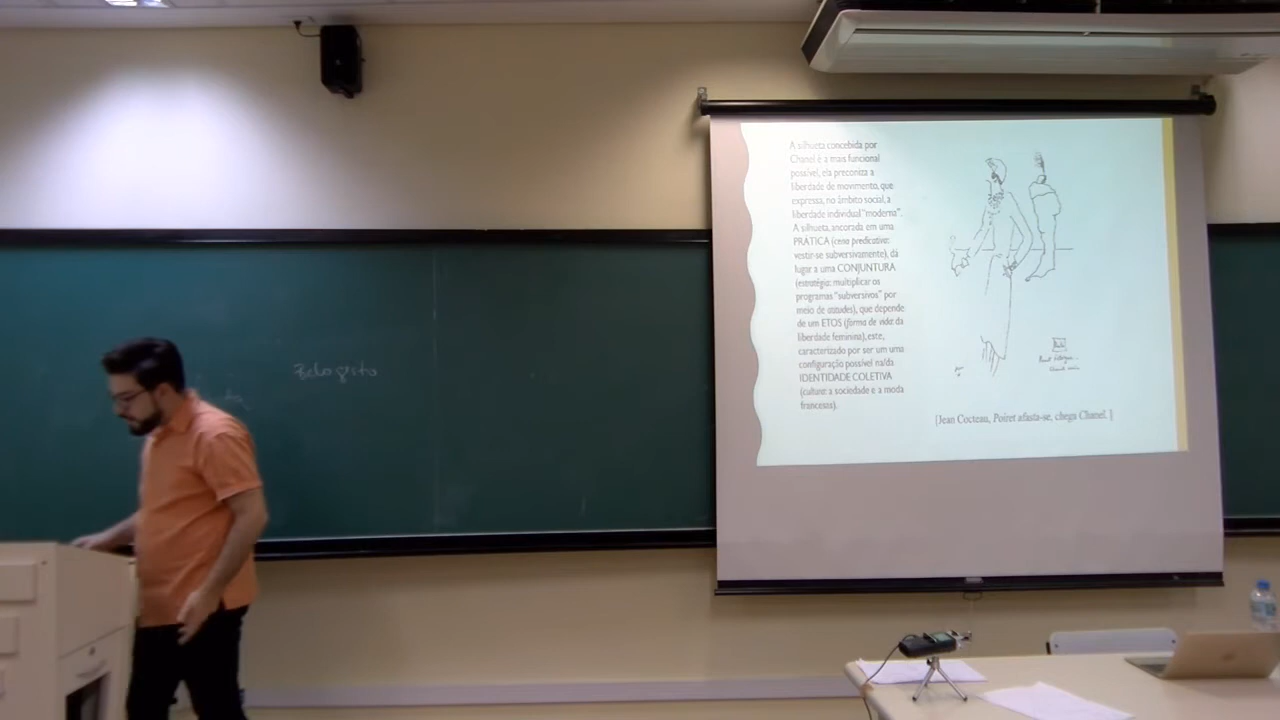 A silhueta concebida por
Chanel é a mais funcional
possível, ela preconiza a
liberdade de movimento, que
expressa, no âmbito social, a
liberdade individual "moderna".
A silhueta, ancorada em uma
PRÁTICA (cena predicativa:
vestir-se subversivamente), dá
lugar a uma CONJUNTURA
(estratégia: multiplicar os
programas "subversivos" por
meio de atitudes), que depende
de um ETOS (forma de vida: da
liberdade feminina), este,
caracterizado por ser um uma
configuração possível na/da
IDENTIDADE COLETIVA
(cultura: a sociedade e a moda
francesas).
[Jean Cocteau, Poiret afasta-se, chega Chanel. ]